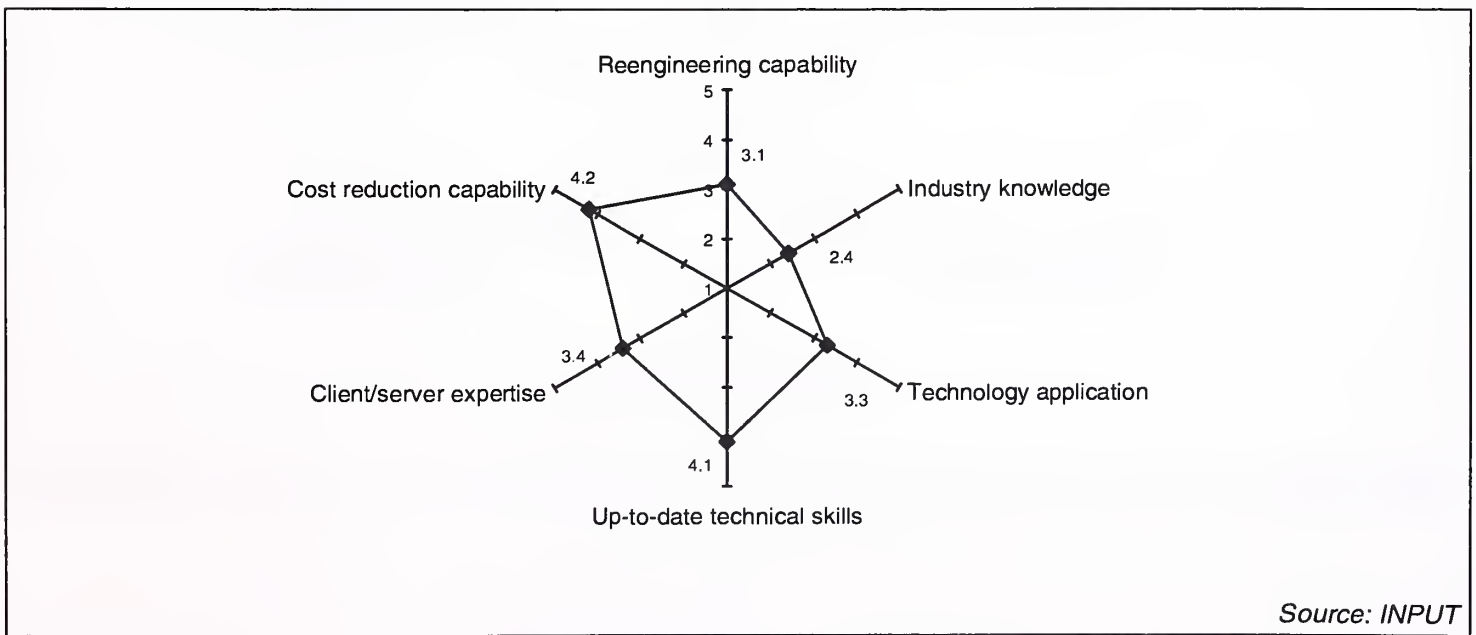 Reengineering capability
5
4
3.1
4.2
Cost reduction capability
3
Industry knowledge
2
2.4
1
3.4
Client/server expertise
3.3
Technology application
4.1
Up-to-date technical skills
Source: INPUT